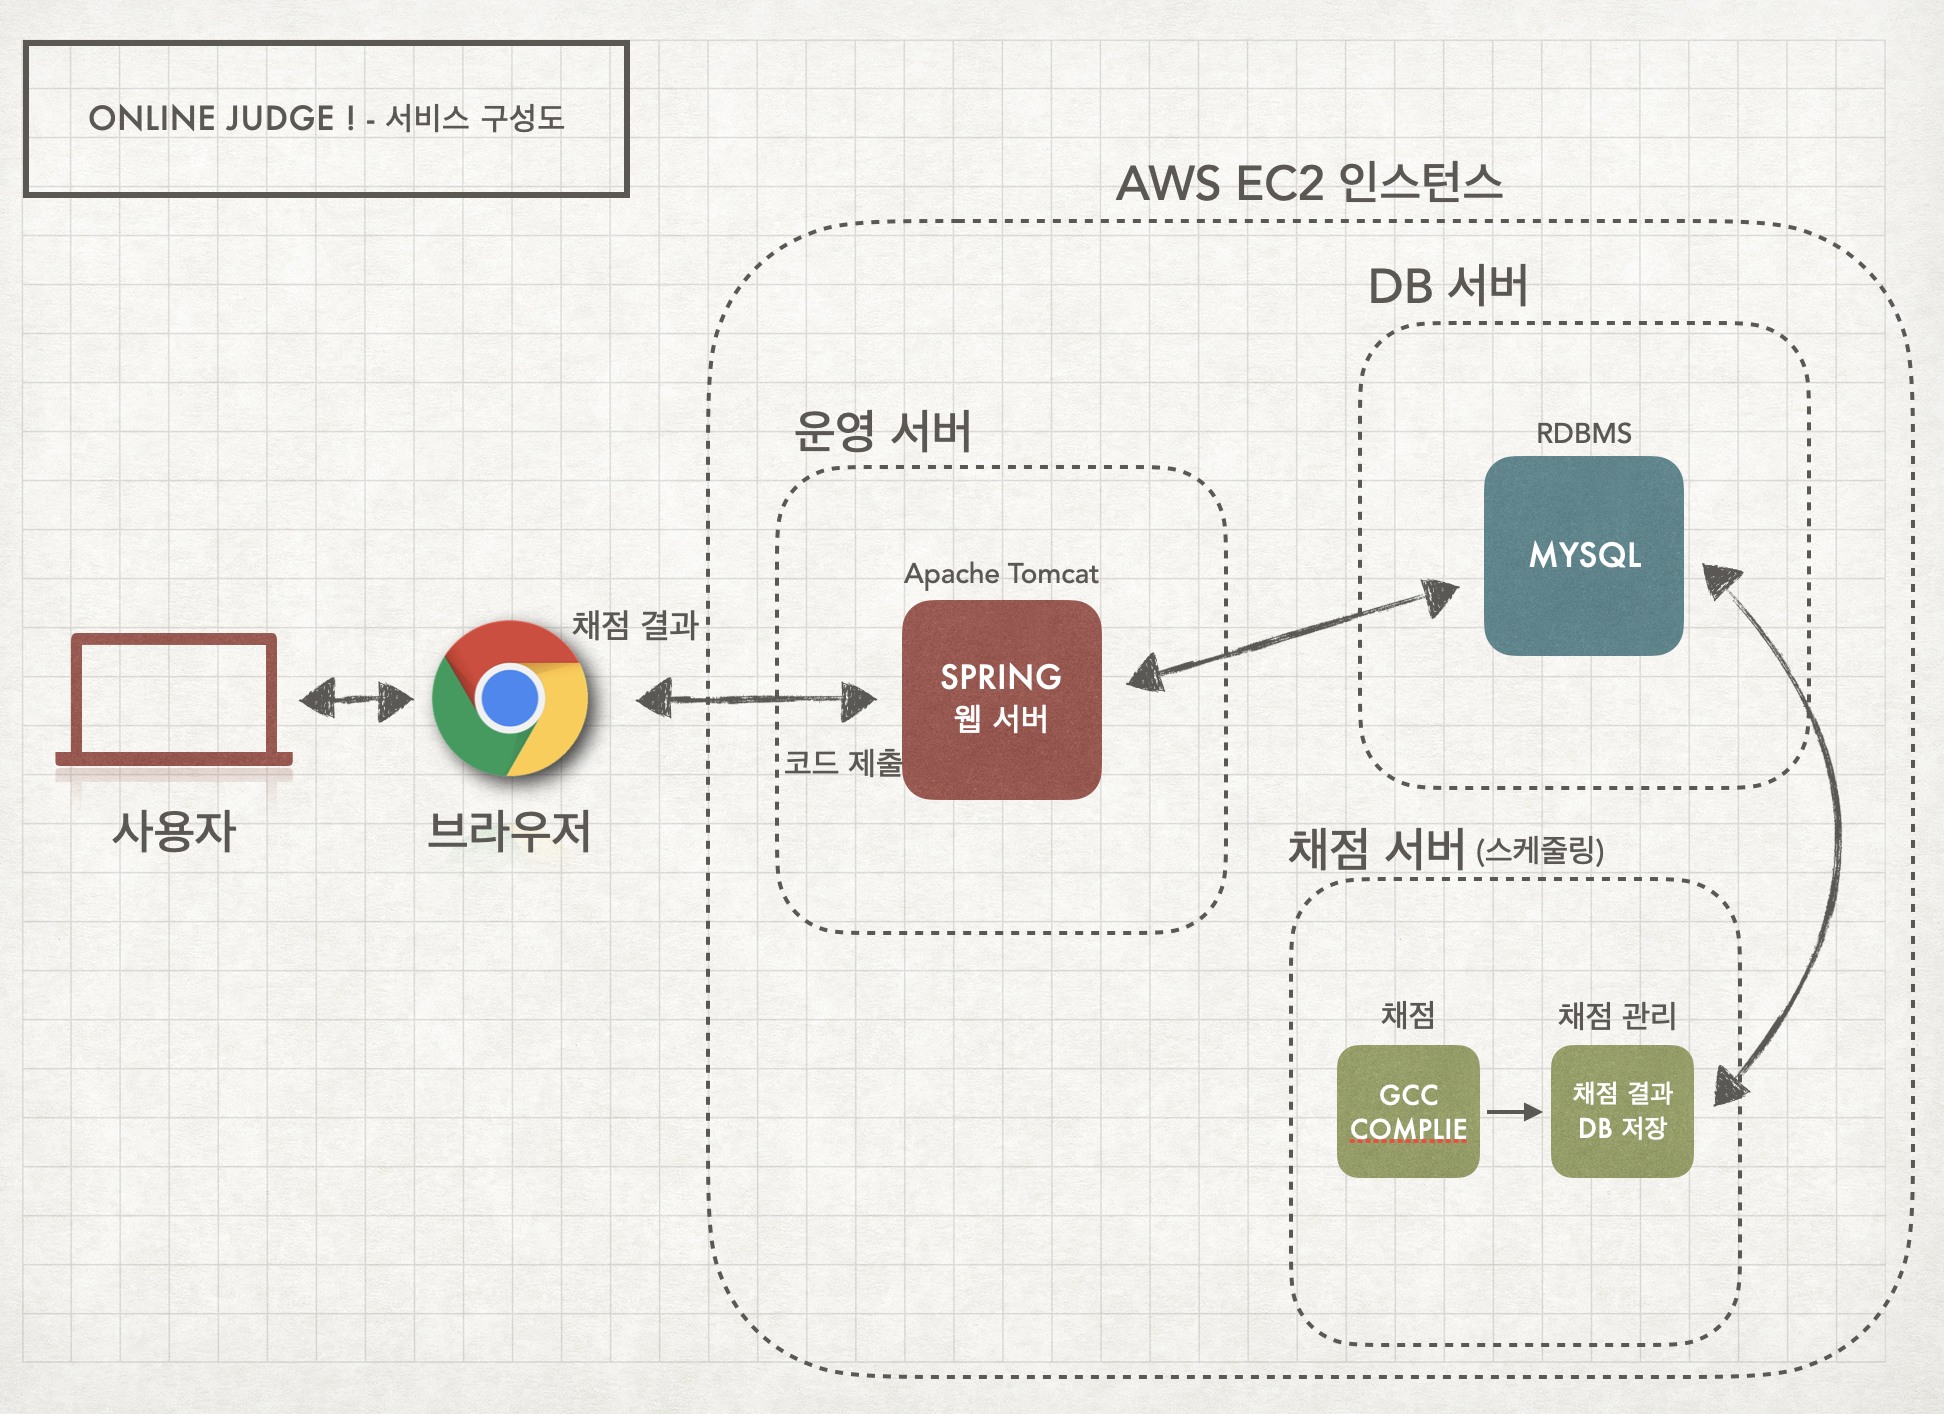 ONLINE JUDGE ! - 서비스 구성도
AWS EC2 인스턴스
DB 서버
운영 서버
RDBMS
MYSQL
Apache Tomcat
채점 결과
SPRING
웹 서버
코드 제출
사용자
브라우저
채점 서버 (스케줄링)
채점
채점 관리
GCC
COMPLIE
채점 결과
DB 저장